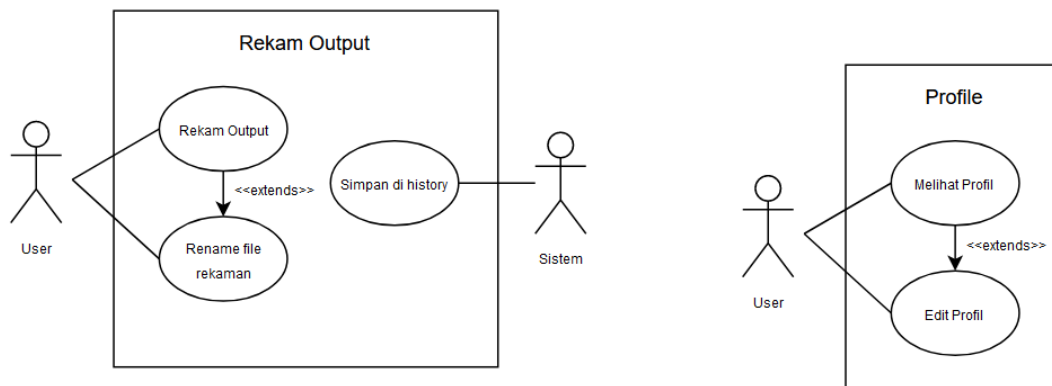 Rekam Output
Rekam Output
<<extends>>
Rename file
rekaman
Simpan di history
User
Sistem
Profile
Melihat Profil
<<extends>>
Edit Profil
User